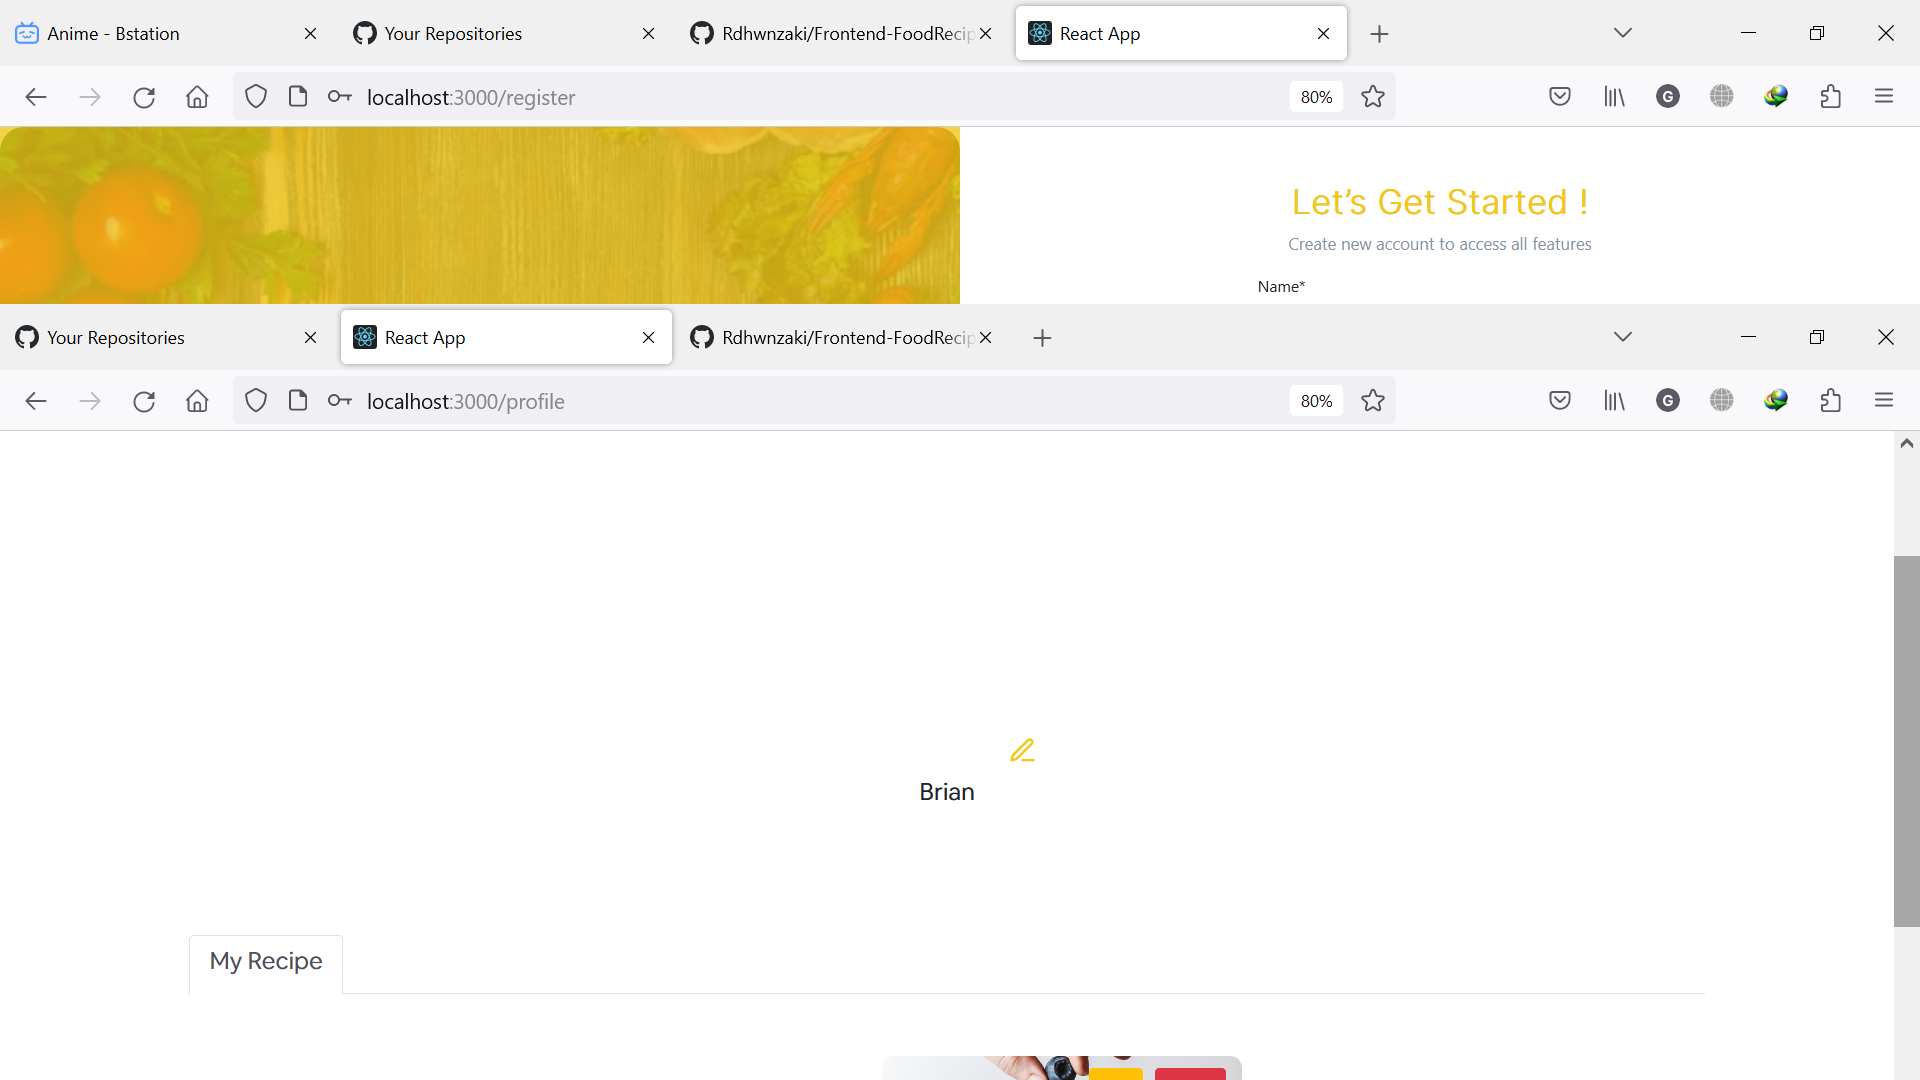 Anime - Bstation
Your Repositories
Rdhwnzaki/Frontend-FoodRecip
React App
localhost:3000/register
80%
G
Let’s Get Started !
Create new account to access all features
Name*
Your Repositories
React App
Rdhwnzaki/Frontend-FoodRecip
localhost:3000/profile
80%
G
Brian
My Recipe